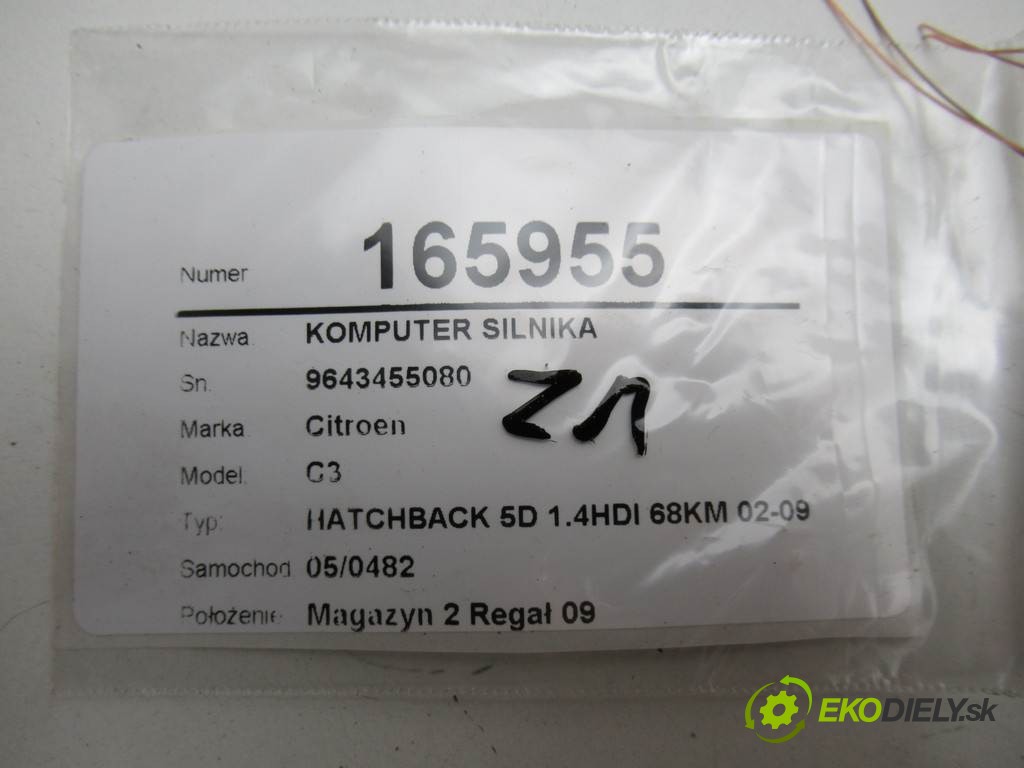 Numer 165955
Nazwa KOMPUTER SILNIKA
Sn. 9643455080
Z1
Marka Citroen
Model. C3
Typ: HATCHBACK 5D 1.4HDI 68KM 02-09
Samochod 05/0482
Położenie Magazyn 2 Regał 09
EKODIELY.sk